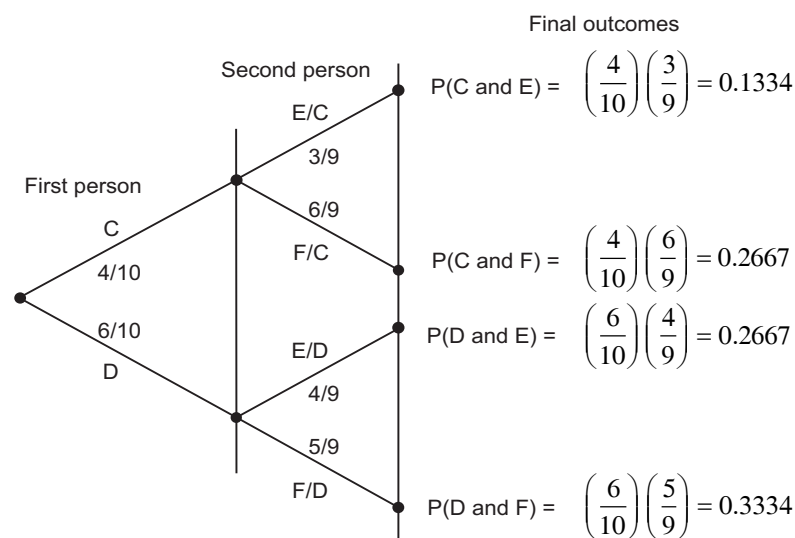 Final outcomes
Second person
P(C and E) = (4/10)(3/9) = 0.1334
E/C
3/9
First person
6/9
C
F/C
P(C and F) = (4/10)(6/9) = 0.2667
4/10
6/10
P(D and E) = (6/10)(4/9) = 0.2667
E/D
D
4/9
5/9
F/D
P(D and F) = (6/10)(5/9) = 0.3334